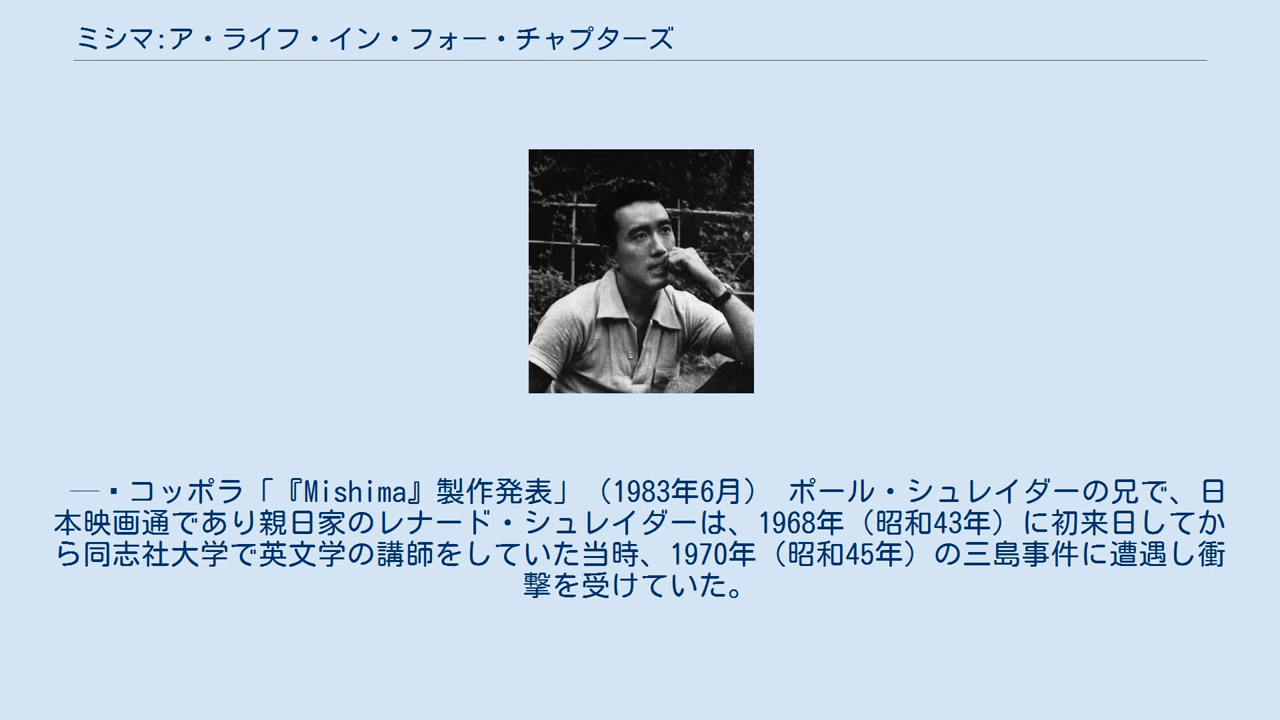 ミシマ:ア・ライフ・イン・フォー・チャプターズ
―▪コッポラ「『Mishima』製作発表」（1983年6月） ポール・シュレイダーの兄で、日
本映画通であり親日家のレナード・シュレイダーは、1968年（昭和43年）に初来日してか
ら同志社大学で英文学の講師をしていた当時、1970年（昭和45年）の三島事件に遭遇し衝
撃を受けていた。